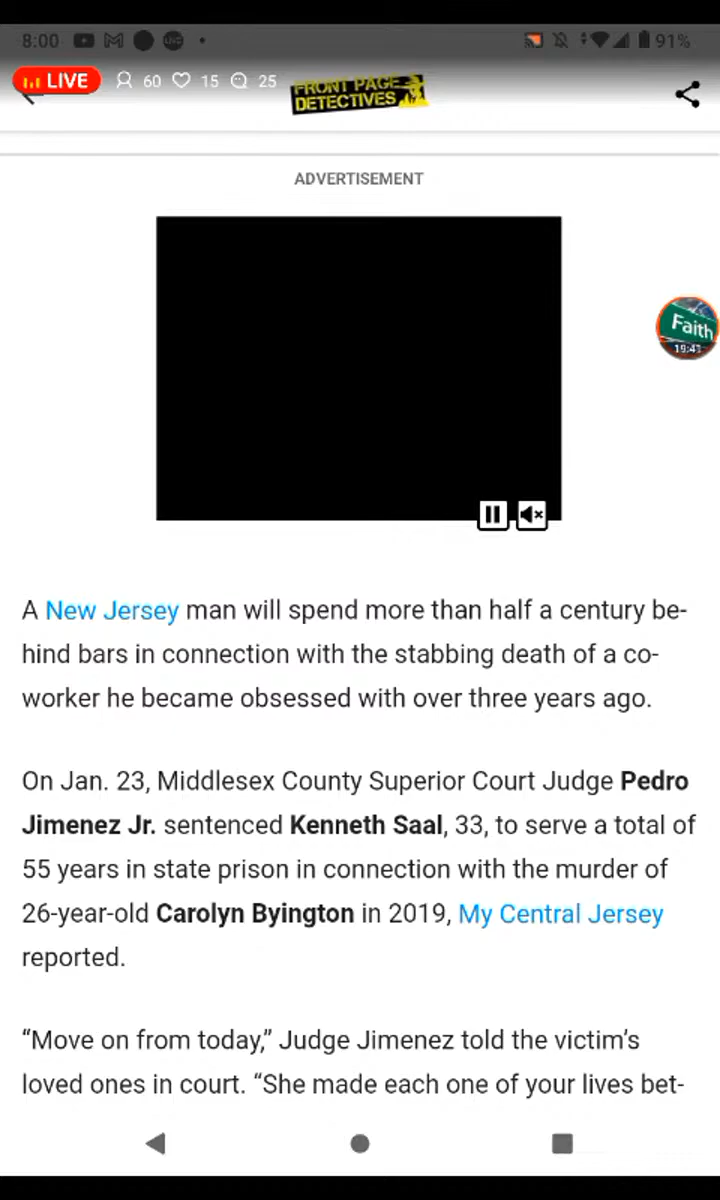 8:00 91%
LIVE 60 15 25
FRONT PAGE
DETECTIVES
ADVERTISEMENT
Faith
19:41
A New Jersey man will spend more than half a century be-
hind bars in connection with the stabbing death of a co-
worker he became obsessed with over three years ago.
On Jan. 23, Middlesex County Superior Court Judge Pedro
Jimenez Jr. sentenced Kenneth Saal, 33, to serve a total of
55 years in state prison in connection with the murder of
26-year-old Carolyn Byington in 2019, My Central Jersey
reported.
“Move on from today,” Judge Jimenez told the victim’s
loved ones in court. “She made each one of your lives bet-